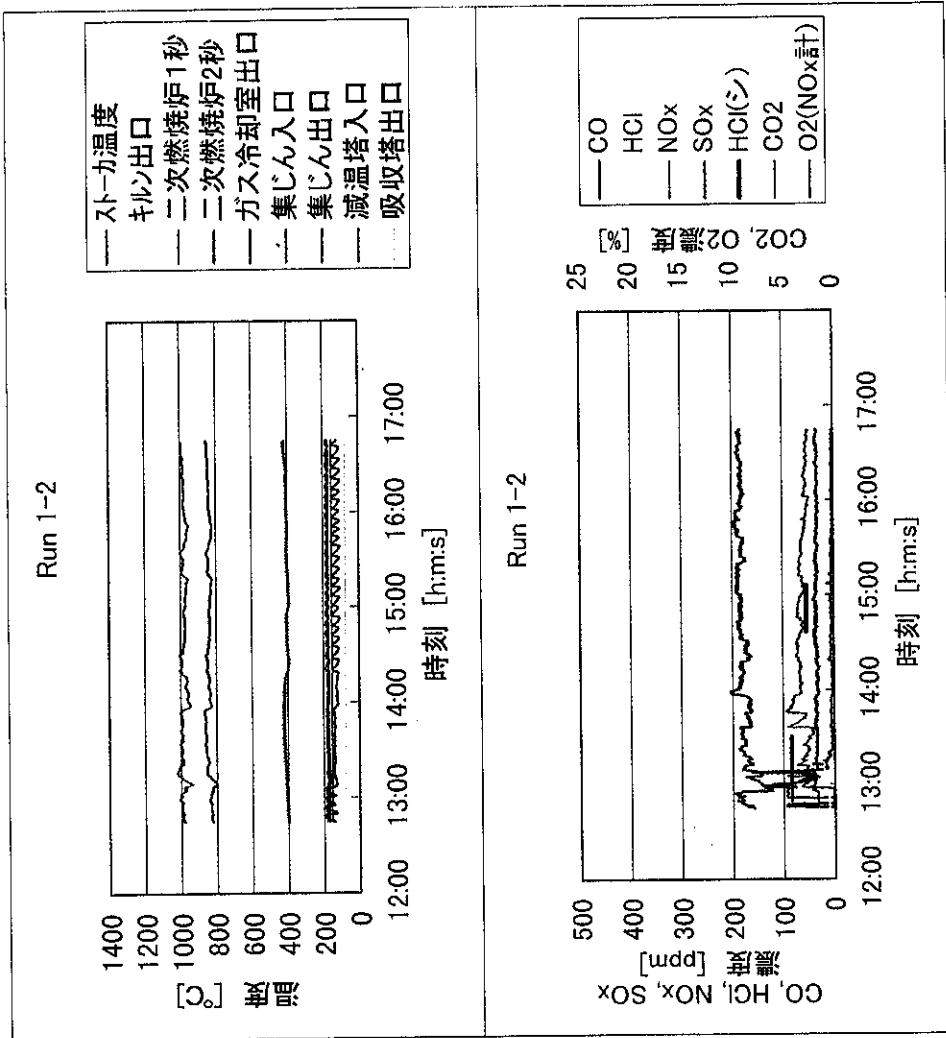 Run 1-2
1400
1200
1000
800
600
400
200
0
温度
[℃]
12:00
13:00
14:00
15:00
16:00
17:00
時刻 [h:m:s]
ストーカ温度
キルン出口
二次燃焼炉1秒
二次燃焼炉2秒
ガス冷却室出口
集じん入口
集じん出口
減温塔入口
吸収塔出口
Run 1-2
500
400
300
200
100
0
CO, HCl, NOx, SOx
濃度
[ppm]
12:00
13:00
14:00
15:00
16:00
17:00
時刻 [h:m:s]
25
20
15
10
5
0
CO2, O2濃度
[%]
CO
HCl
NOx
SOx
HCl(シ)
CO2
O2(NOx計)